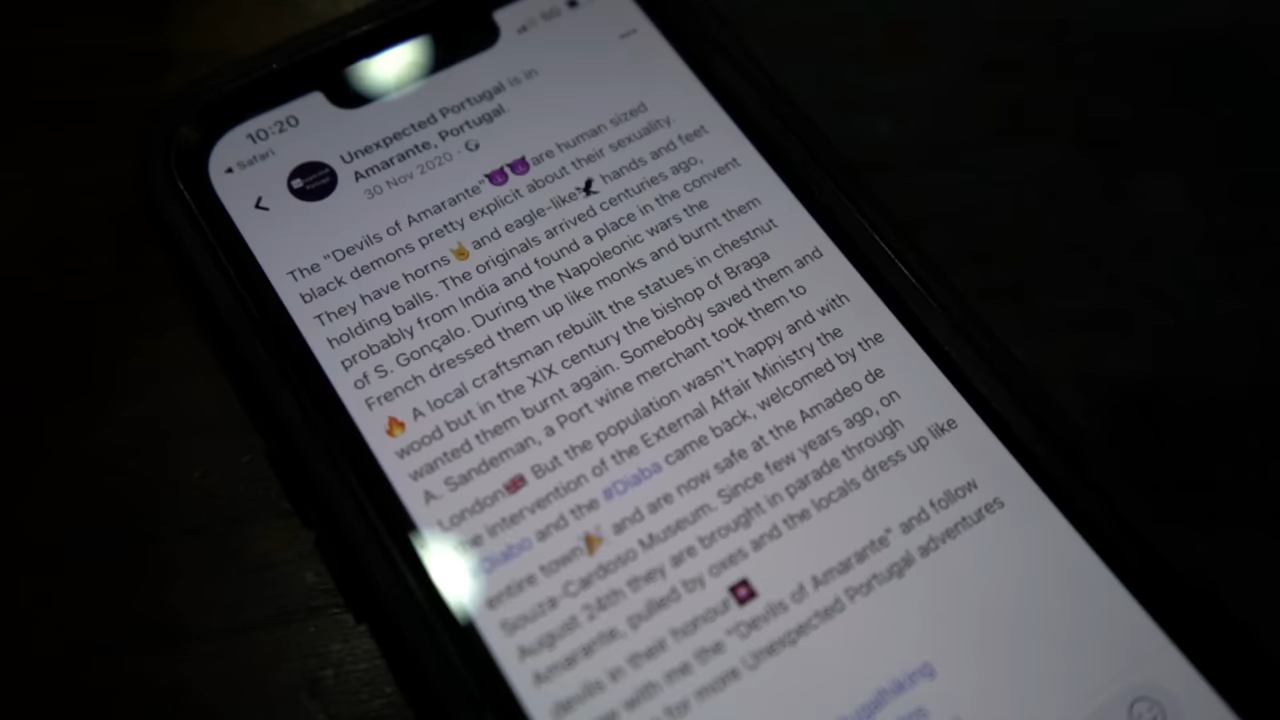 10:20
5G
Safari
Unexpected Portugal is in
Amarante, Portugal.
30 Nov 2020 ·
The "Devils of Amarante"😈😈are human sized
black demons pretty explicit about their sexuality.
They have horns🤘and eagle-like🦅 hands and feet
holding balls. The originals arrived centuries ago,
probably from India and found a place in the convent
of S. Gonçalo. During the Napoleonic wars the
French dressed them up like monks and burnt them
🔥 A local craftsman rebuilt the statues in chestnut
wood but in the XIX century the bishop of Braga
wanted them burnt again. Somebody saved them and
A. Sandeman, a Port wine merchant took them to
London🇬🇧 But the population wasn't happy and with
intervention of the External Affair Ministry the
Diabo and the #Diaba came back, welcomed by the
entire town🎉 and are now safe at the Amadeo de
Souza-Cardoso Museum. Since few years ago, on
August 24th they are brought in parade through
Amarante, pulled by oxes and the locals dress up like
devils in their honour
with me the "Devils of Amarante" and follow
for more Unexpected Portugal adventures